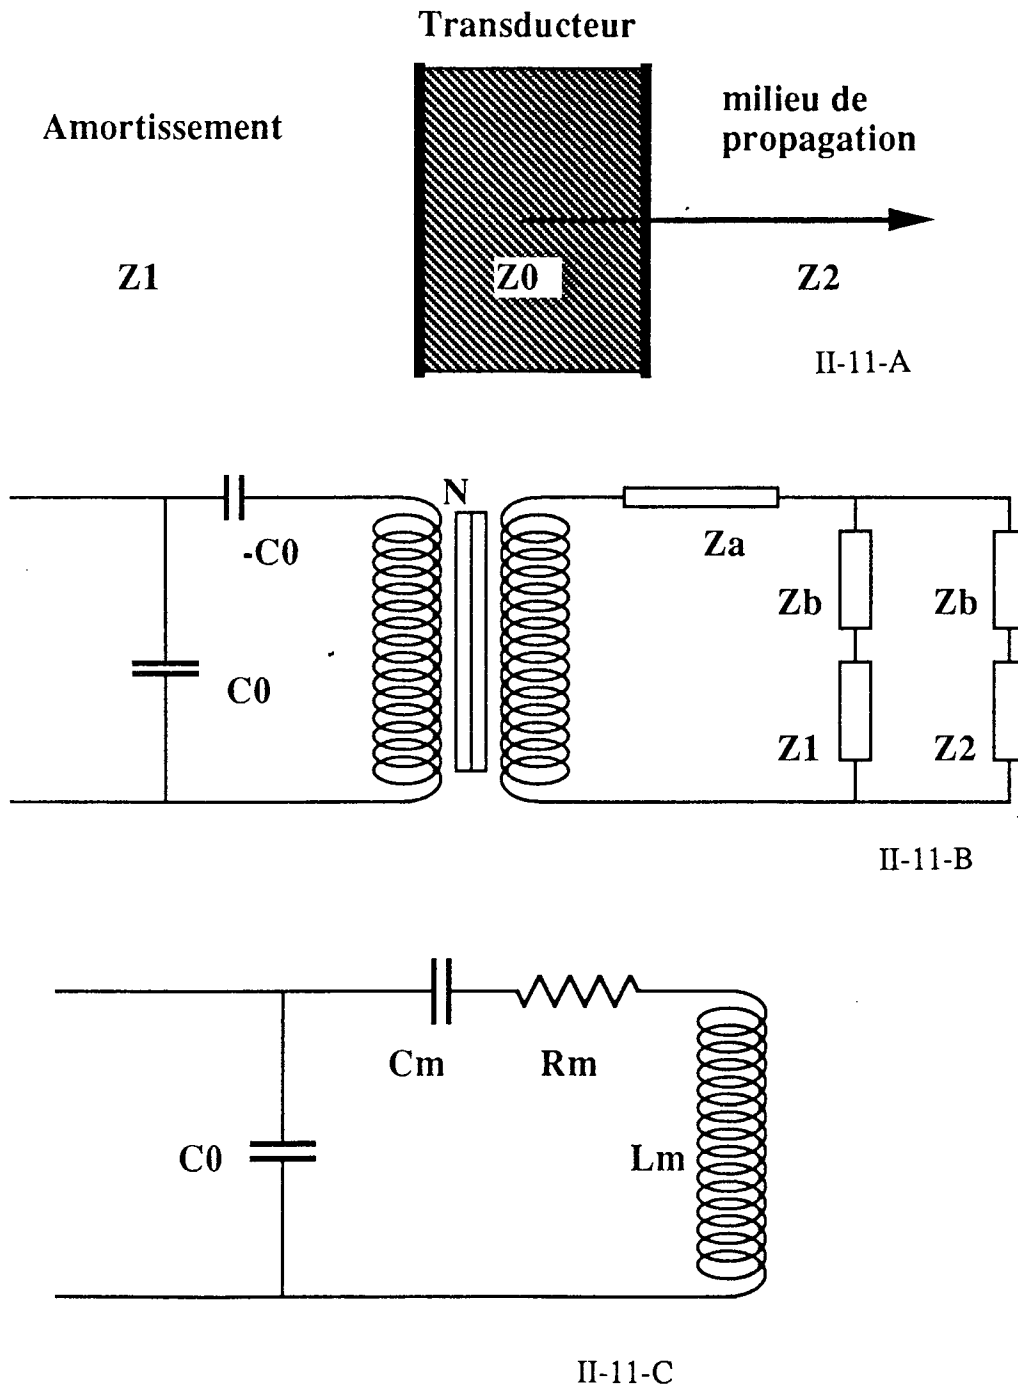 Transducteur
Amortissement
milieu de
propagation
Z1
Z0
Z2
II-11-A
N
-C0
Za
Zb
Zb
C0
Z1
Z2
II-11-B
Cm
Rm
C0
Lm
II-11-C